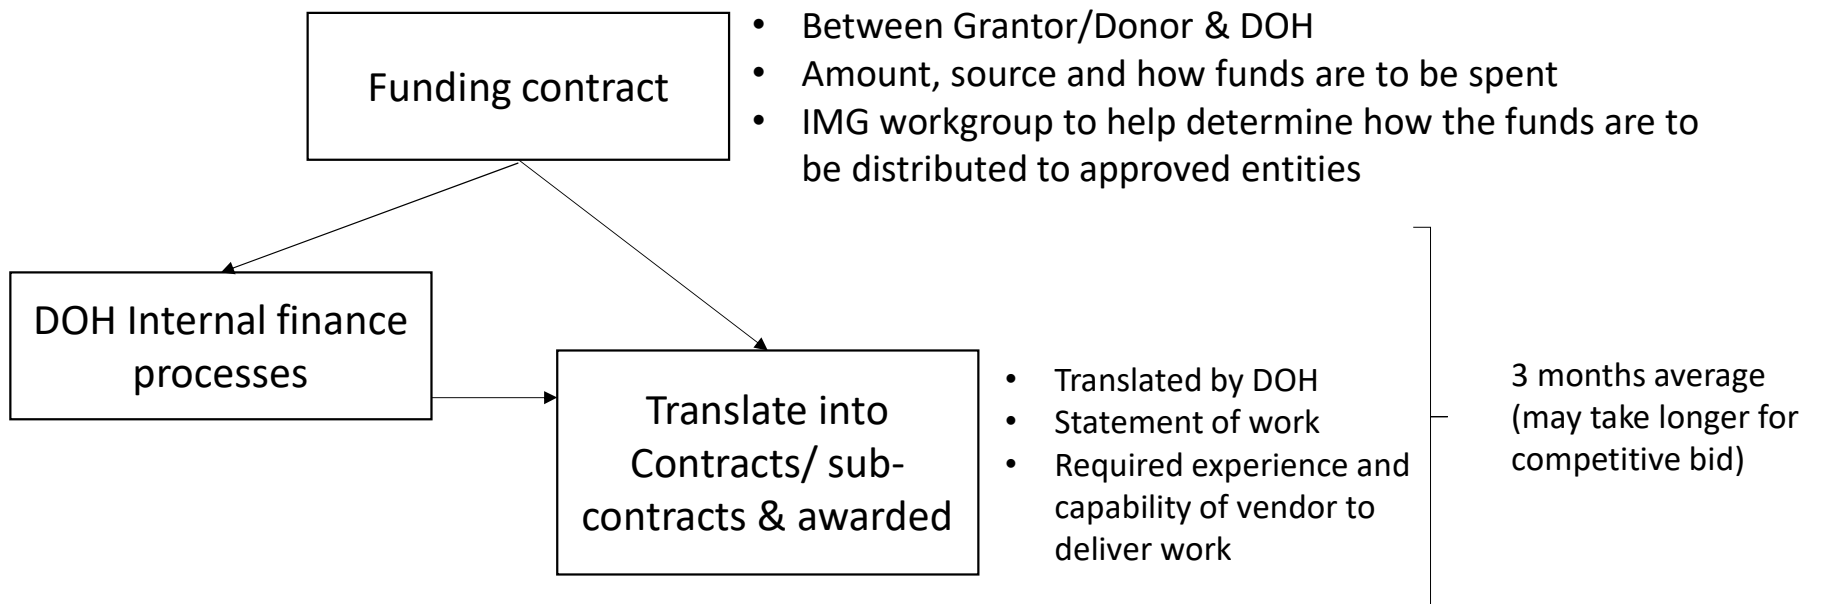 Funding contract
• Between Grantor/Donor & DOH
• Amount, source and how funds are to be spent
• IMG workgroup to help determine how the funds are to
be distributed to approved entities
DOH Internal finance
processes
Translate into
Contracts/ sub-
contracts & awarded
• Translated by DOH
• Statement of work
• Required experience and
capability of vendor to
deliver work
3 months average
(may take longer for
competitive bid)